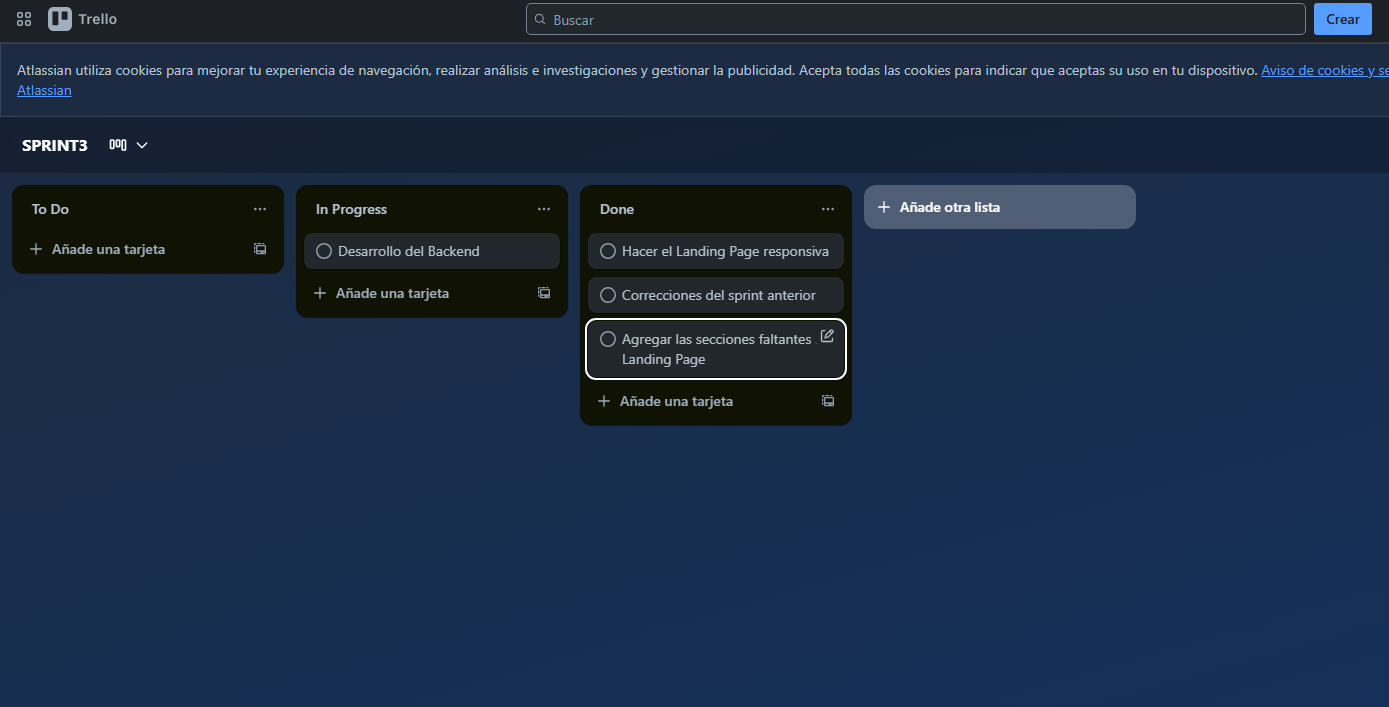 Trello
Buscar
Crear
Atlassian utiliza cookies para mejorar tu experiencia de navegación, realizar análisis e investigaciones y gestionar la publicidad. Acepta todas las cookies para indicar que aceptas su uso en tu dispositivo. Aviso de cookies y se
Atlassian
SPRINT3
To Do
Añade una tarjeta
In Progress
Desarrollo del Backend
Añade una tarjeta
Done
Hacer el Landing Page responsiva
Correcciones del sprint anterior
Agregar las secciones faltantes
Landing Page
Añade una tarjeta
Añade otra lista